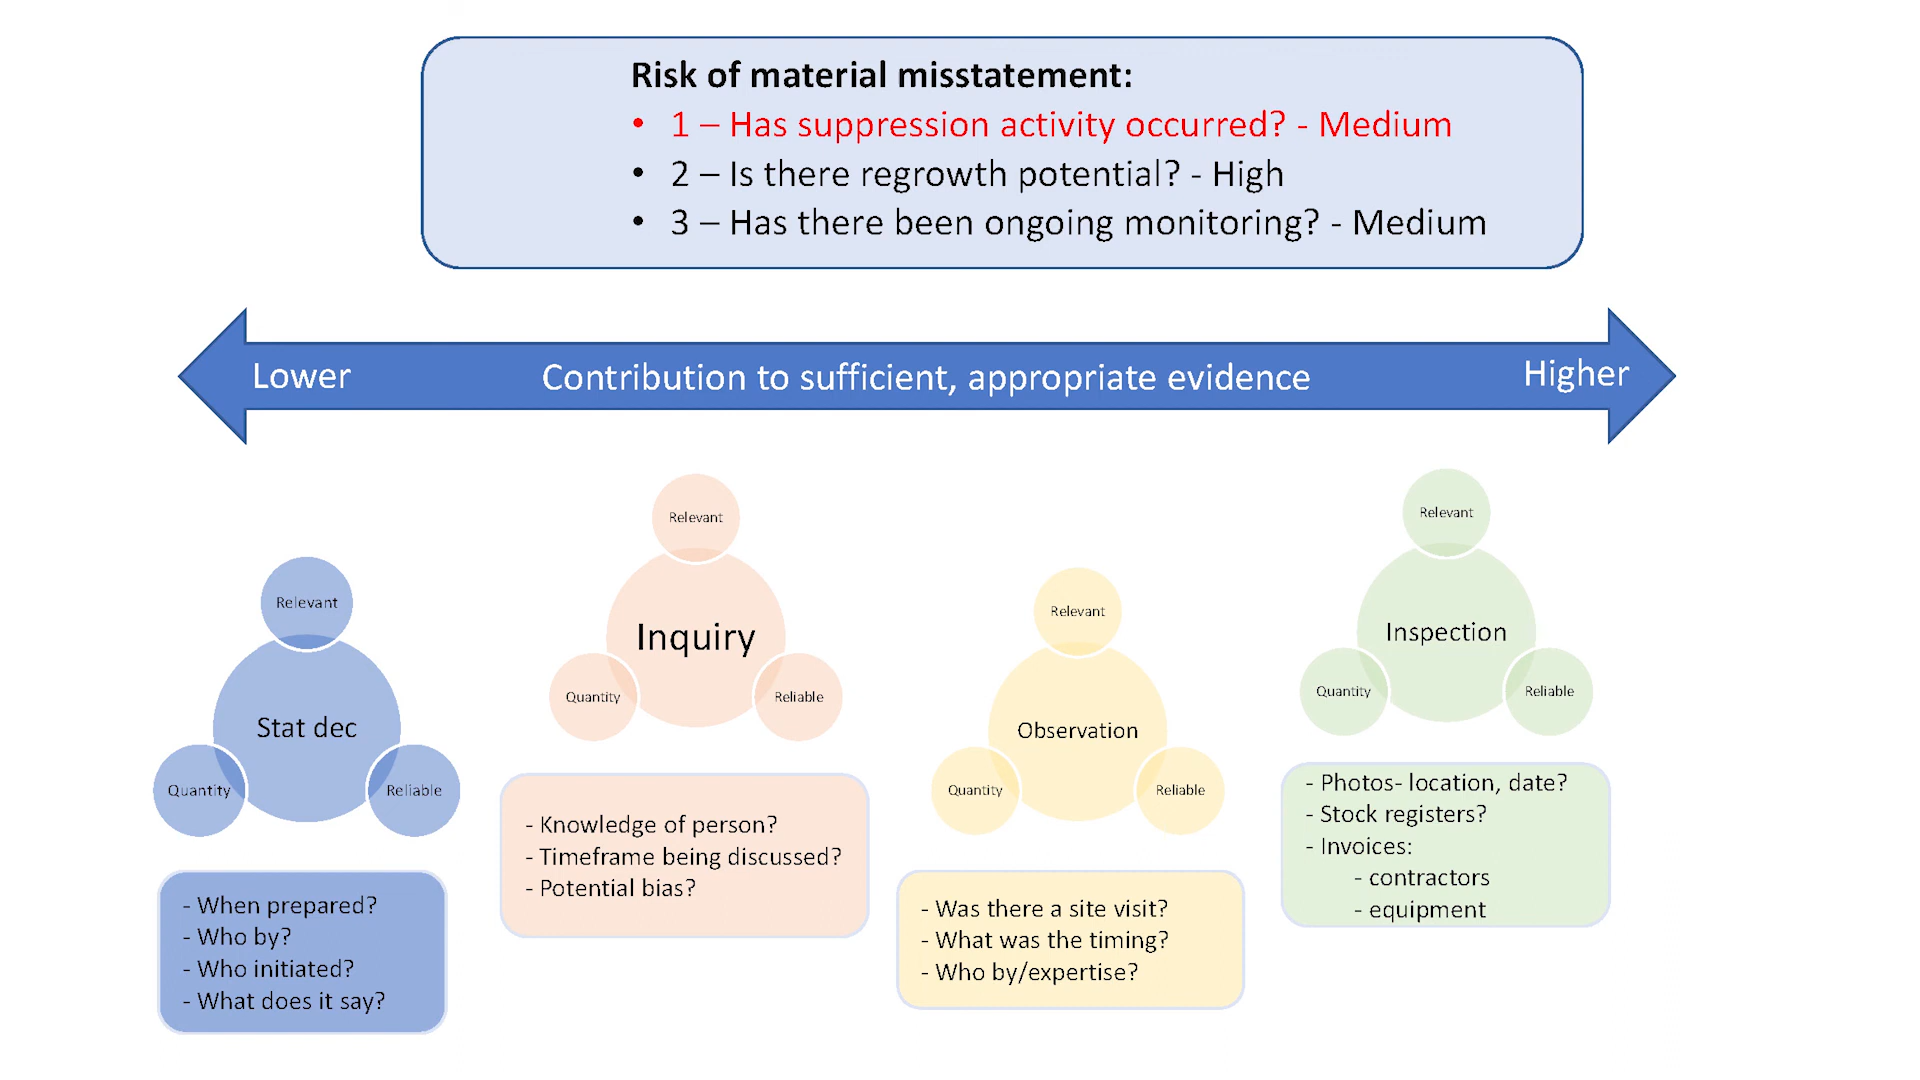 Risk of material misstatement:
• 1 – Has suppression activity occurred? - Medium
• 2 – Is there regrowth potential? - High
• 3 – Has there been ongoing monitoring? - Medium
Lower
Contribution to sufficient, appropriate evidence
Higher
Relevant
Stat dec
Quantity
Reliable
- When prepared?
- Who by?
- Who initiated?
- What does it say?
Relevant
Inquiry
Quantity
Reliable
- Knowledge of person?
- Timeframe being discussed?
- Potential bias?
Relevant
Observation
Quantity
Reliable
- Was there a site visit?
- What was the timing?
- Who by/expertise?
Relevant
Inspection
Quantity
Reliable
- Photos- location, date?
- Stock registers?
- Invoices:
- contractors
- equipment